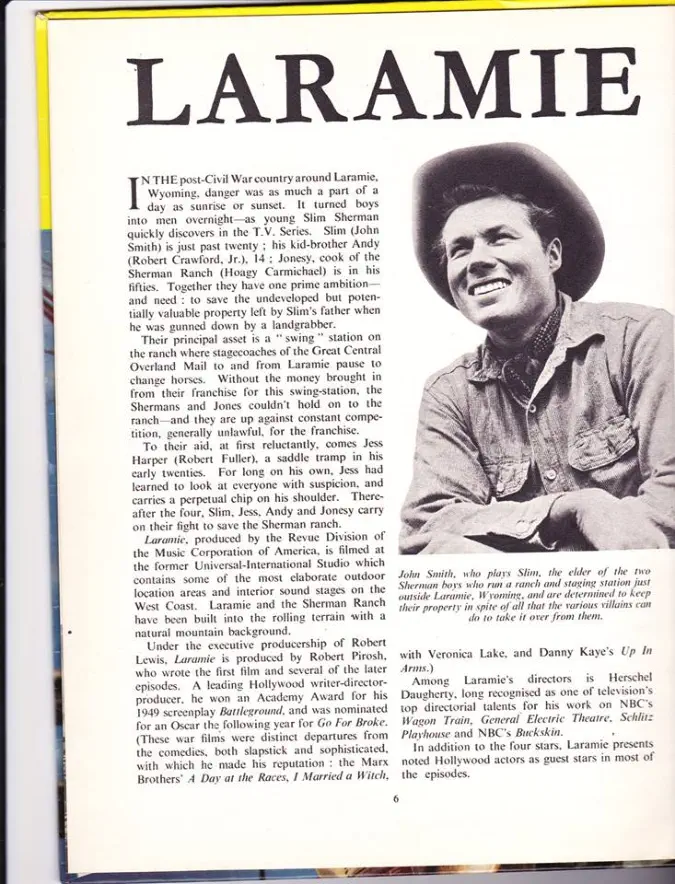 LARAMIE
IN THE post-Civil War country around Laramie,
Wyoming, danger was as much a part of a
day as sunrise or sunset. It turned boys
into men overnight—as young Slim Sherman
quickly discovers in the T.V. Series. Slim (John
Smith) is just past twenty ; his kid-brother Andy
(Robert Crawford, Jr.), 14 ; Jonesy, cook of the
Sherman Ranch (Hoagy Carmichael) is in his
fifties. Together they have one prime ambition—
and need : to save the undeveloped but poten-
tially valuable property left by Slim's father when
he was gunned down by a landgrabber.
Their principal asset is a " swing " station on
the ranch where stagecoaches of the Great Central
Overland Mail to and from Laramie pause to
change horses. Without the money brought in
from their franchise for this swing-station, the
Shermans and Jones couldn't hold on to the
ranch—and they are up against constant compe-
tition, generally unlawful, for the franchise.
To their aid, at first reluctantly, comes Jess
Harper (Robert Fuller), a saddle tramp in his
early twenties. For long on his own, Jess had
learned to look at everyone with suspicion, and
carries a perpetual chip on his shoulder. There-
after the four, Slim, Jess, Andy and Jonesy carry
on their fight to save the Sherman ranch.
Laramie, produced by the Revue Division of
the Music Corporation of America, is filmed at
the former Universal-International Studio which
contains some of the most elaborate outdoor
location areas and interior sound stages on the
West Coast. Laramie and the Sherman Ranch
have been built into the rolling terrain with a
natural mountain background.
Under the executive producership of Robert
Lewis, Laramie is produced by Robert Pirosh,
who wrote the first film and several of the later
episodes. A leading Hollywood writer-director-
producer, he won an Academy Award for his
1949 screenplay Battleground, and was nominated
for an Oscar the following year for Go For Broke.
(These war films were distinct departures from
the comedies, both slapstick and sophisticated,
with which he made his reputation : the Marx
Brothers' A Day at the Races, I Married a Witch,
John Smith, who plays Slim, the elder of the two
Sherman boys who run a ranch and staging station just
outside Laramie, Wyoming, and are determined to keep
their property in spite of all that the various villains can
do to take it over from them.
with Veronica Lake, and Danny Kaye's Up In
Arms.)
Among Laramie's directors is Herschel
Daugherty, long recognised as one of television's
top directorial talents for his work on NBC's
Wagon Train, General Electric Theatre, Schlitz
Playhouse and NBC's Buckskin.
In addition to the four stars, Laramie presents
noted Hollywood actors as guest stars in most of
the episodes.
6